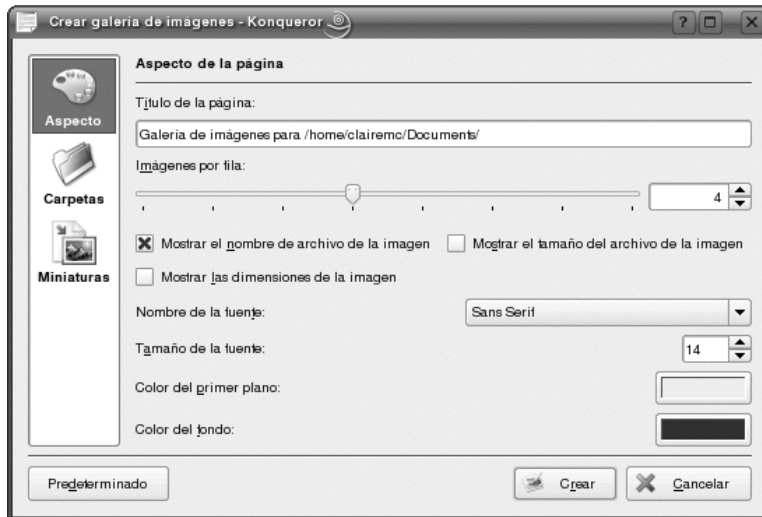 Crear galería de imágenes - Konqueror
Aspecto
Carpetas
Miniaturas
Aspecto de la página
Título de la página:
Galería de imágenes para /home/clairemc/Documents/
Imágenes por fila:
4
Mostrar el nombre de archivo de la imagen
Mostrar el tamaño del archivo de la imagen
Mostrar las dimensiones de la imagen
Nombre de la fuente:
Sans Serif
Tamaño de la fuente:
14
Color del primer plano:
Color del fondo:
Predeterminado
Crear
Cancelar